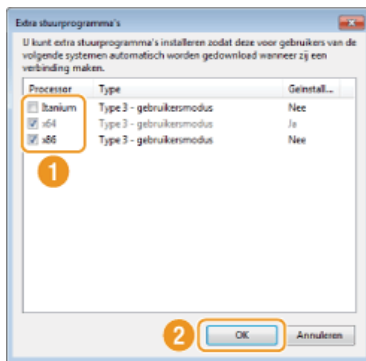 Extra stuurprogramma's
U kunt extra stuurprogramma's installeren zodat deze voor gebruikers van de
volgende systemen automatisch worden gedownload wanneer zij een
verbinding maken.
Processor Type Geïnstall...
Itanium Type 3 - gebruikersmodus Nee
x64 Type 3 - gebruikersmodus Ja
x86 Type 3 - gebruikersmodus Nee
1
2 OK Annuleren